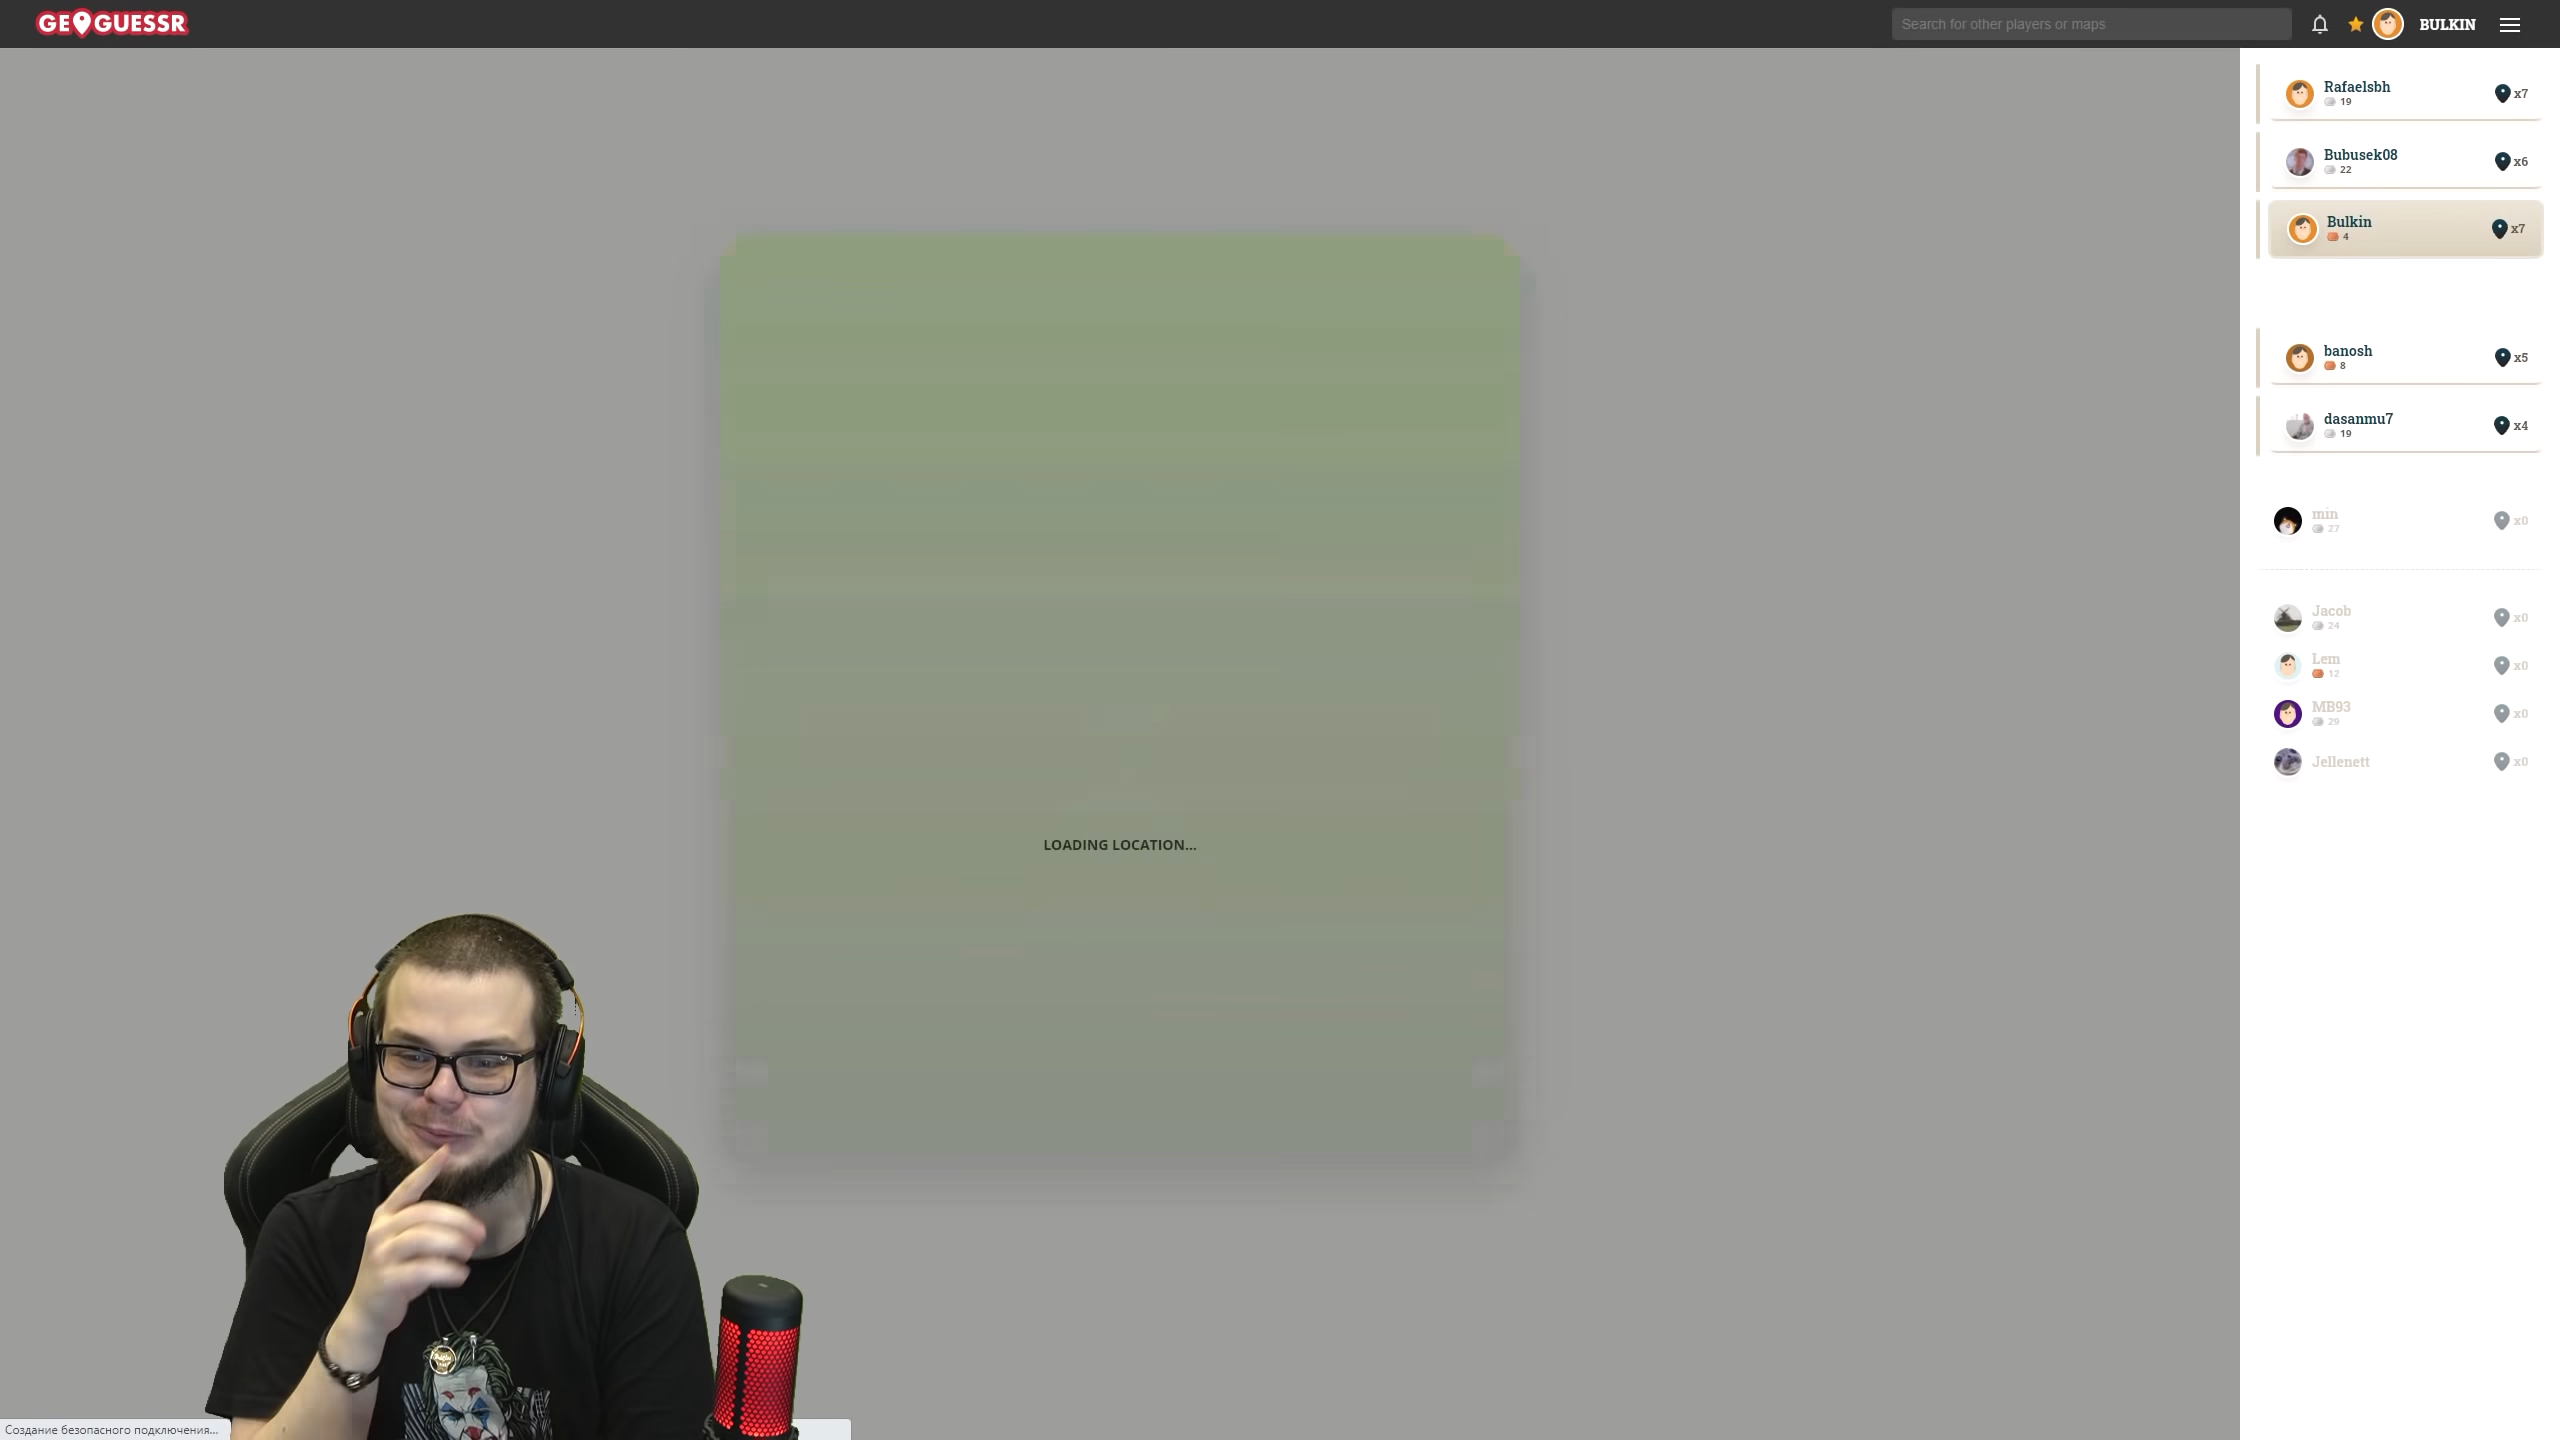 GEOGUESSR
Search for other players or maps
BULKIN
Rafaelsbh
19
x7
Bubusek08
22
x6
Bulkin
4
x7
banosh
8
x5
dasanmu7
19
x4
min
27
x0
Jacob
24
x0
Lem
12
x0
MB93
29
x0
Jellenett
x0
LOADING LOCATION...
Создание безопасного подключения...